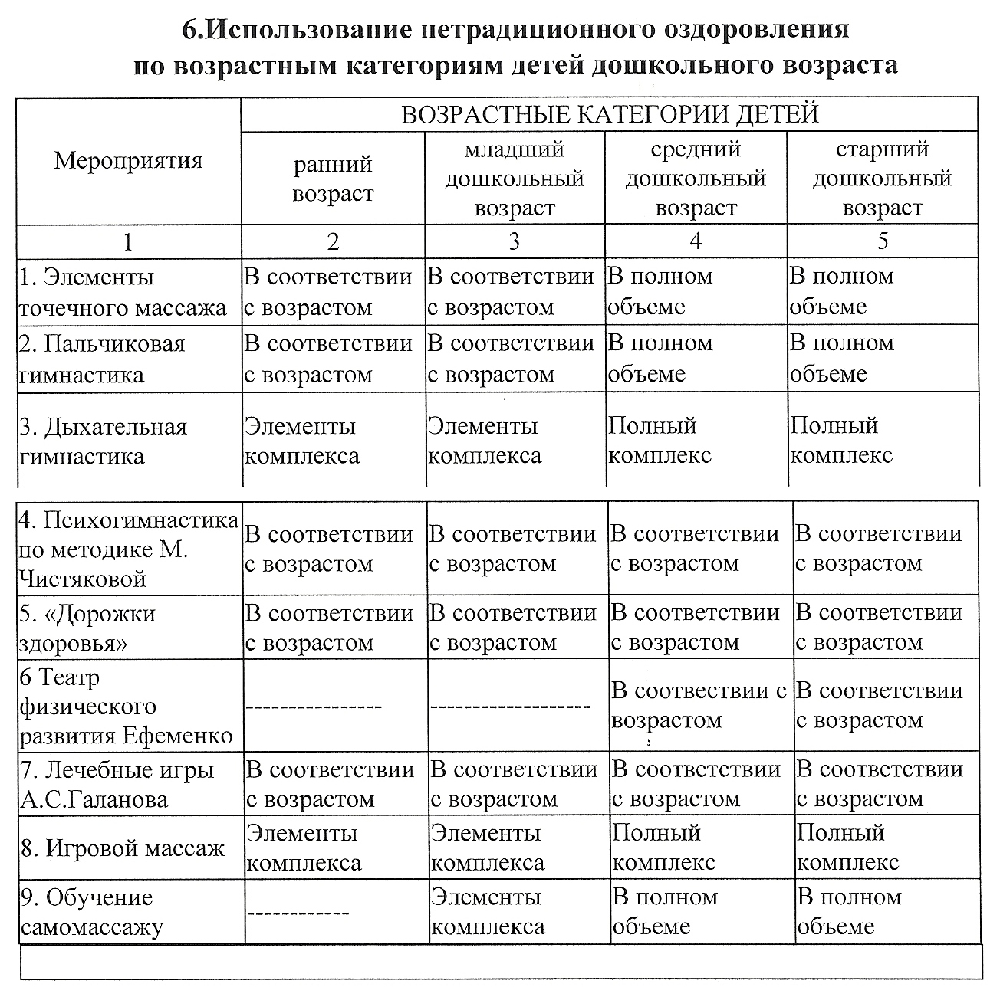 6.Использование нетрадиционного оздоровления
по возрастным категориям детей дошкольного возраста
Мероприятия
ВОЗРАСТНЫЕ КАТЕГОРИИ ДЕТЕЙ
ранний
возраст
младший
дошкольный
возраст
средний
дошкольный
возраст
старший
дошкольный
возраст
1 2 3 4 5
1. Элементы
точечного массажа
В соответствии
с возрастом
В соответствии
с возрастом
В полном
объеме
В полном
объеме
2. Пальчиковая
гимнастика
В соответствии
с возрастом
В соответствии
с возрастом
В полном
объеме
В полном
объеме
3. Дыхательная
гимнастика
Элементы
комплекса
Элементы
комплекса
Полный
комплекс
Полный
комплекс
4. Психогимнастика
по методике М.
Чистяковой
В соответствии
с возрастом
В соответствии
с возрастом
В соответствии
с возрастом
В соответствии
с возрастом
5. «Дорожки
здоровья»
В соответствии
с возрастом
В соответствии
с возрастом
В соответствии
с возрастом
В соответствии
с возрастом
6 Театр
физического
развития Ефеменко
---------------
------------------
В соотвествии с
возрастом
В соответствии
с возрастом
7. Лечебные игры
А.С.Галанова
В соответствии
с возрастом
В соответствии
с возрастом
В соответствии
с возрастом
В соответствии
с возрастом
8. Игровой массаж
Элементы
комплекса
Элементы
комплекса
Полный
комплекс
Полный
комплекс
9. Обучение
самомассажу
------------
Элементы
комплекса
В полном
объеме
В полном
объеме